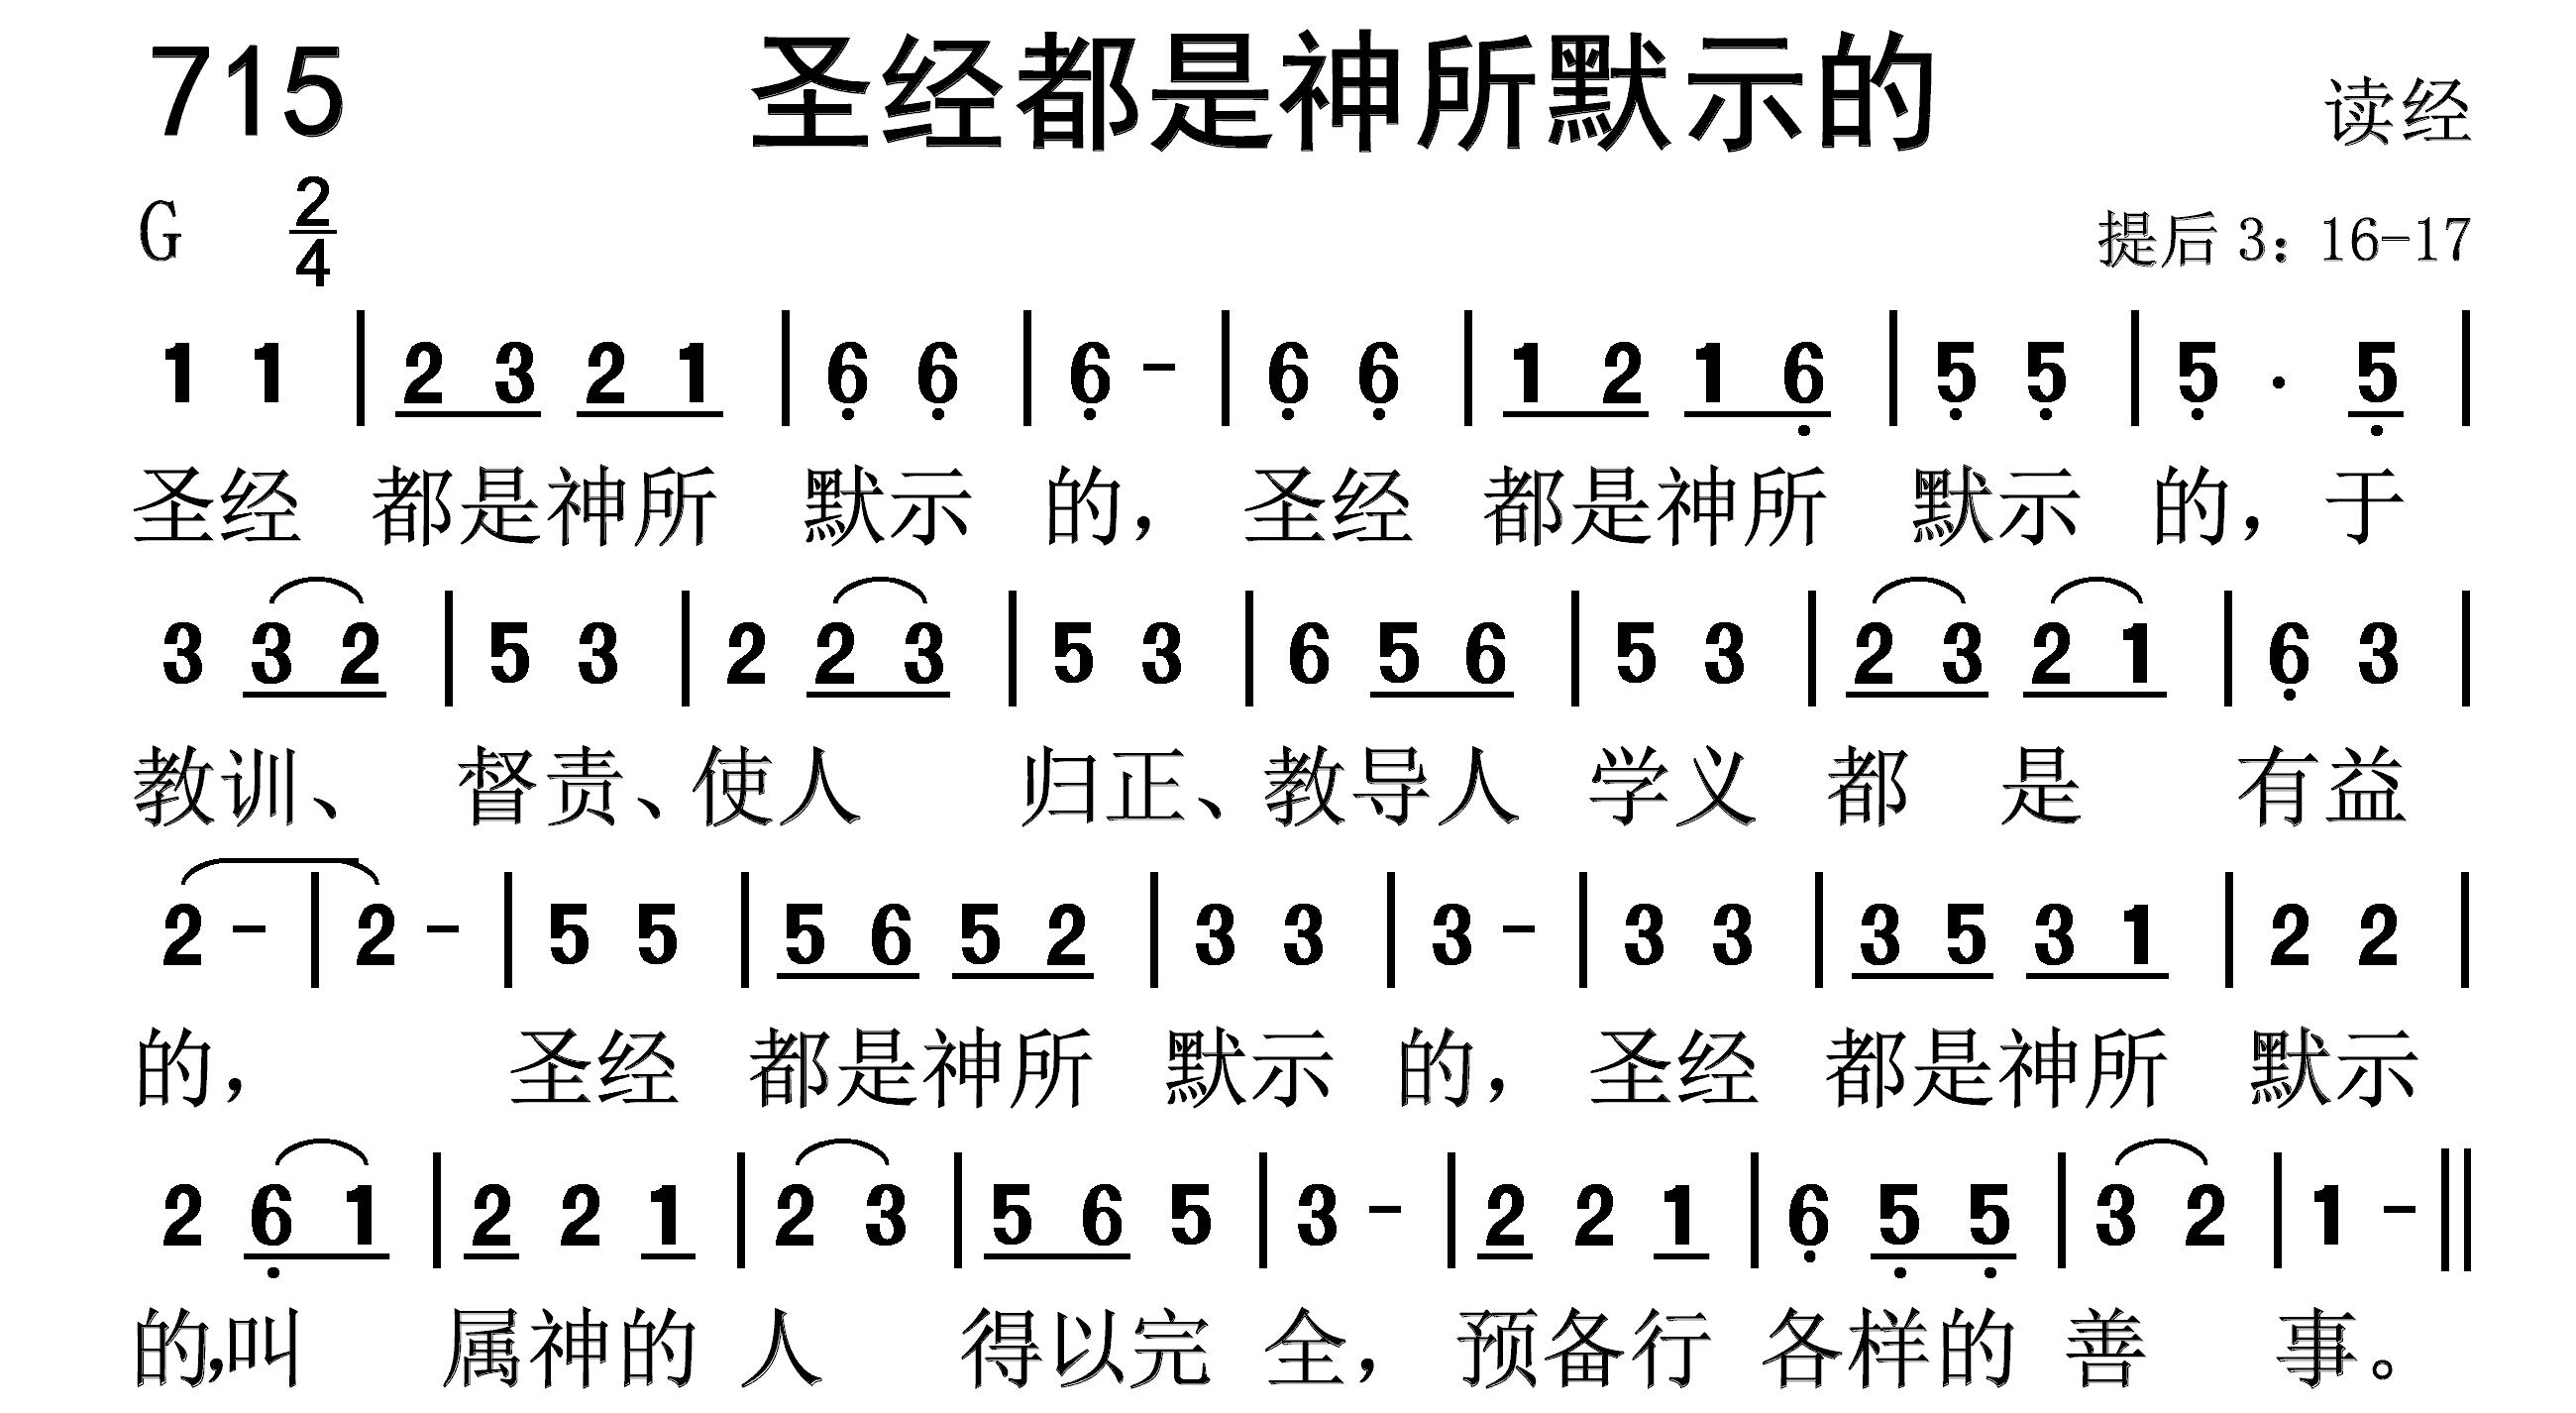 715 圣经都是神所默示的 读经
G 2/4 提后 3：16-17
1 1 | 2 3 2 1 | 6̣ 6̣ | 6̣ - | 6̣ 6̣ | 1 2 1 6̣ | 5̣ 5̣ | 5̣ · 5̣ |
圣经 都是神所 默示 的， 圣经 都是神所 默示 的，于
3 3 2 | 5 3 | 2 2 3 | 5 3 | 6 5 6 | 5 3 | 2 3 2 1 | 6̣ 3 |
教训、 督责、使人 归正、教导人 学义 都 是 有益
2 - | 2 - | 5 5 | 5 6 5 2 | 3 3 | 3 - | 3 3 | 3 5 3 1 | 2 2 |
的， 圣经 都是神所 默示 的， 圣经 都是神所 默示
2 6̣ 1 | 2 2 1 | 2 3 | 5 6 5 | 3 - | 2 2 1 | 6̣ 5̣ 5̣ | 3 2 | 1 - ||
的,叫 属神的 人 得以完 全， 预备行 各样的 善 事。